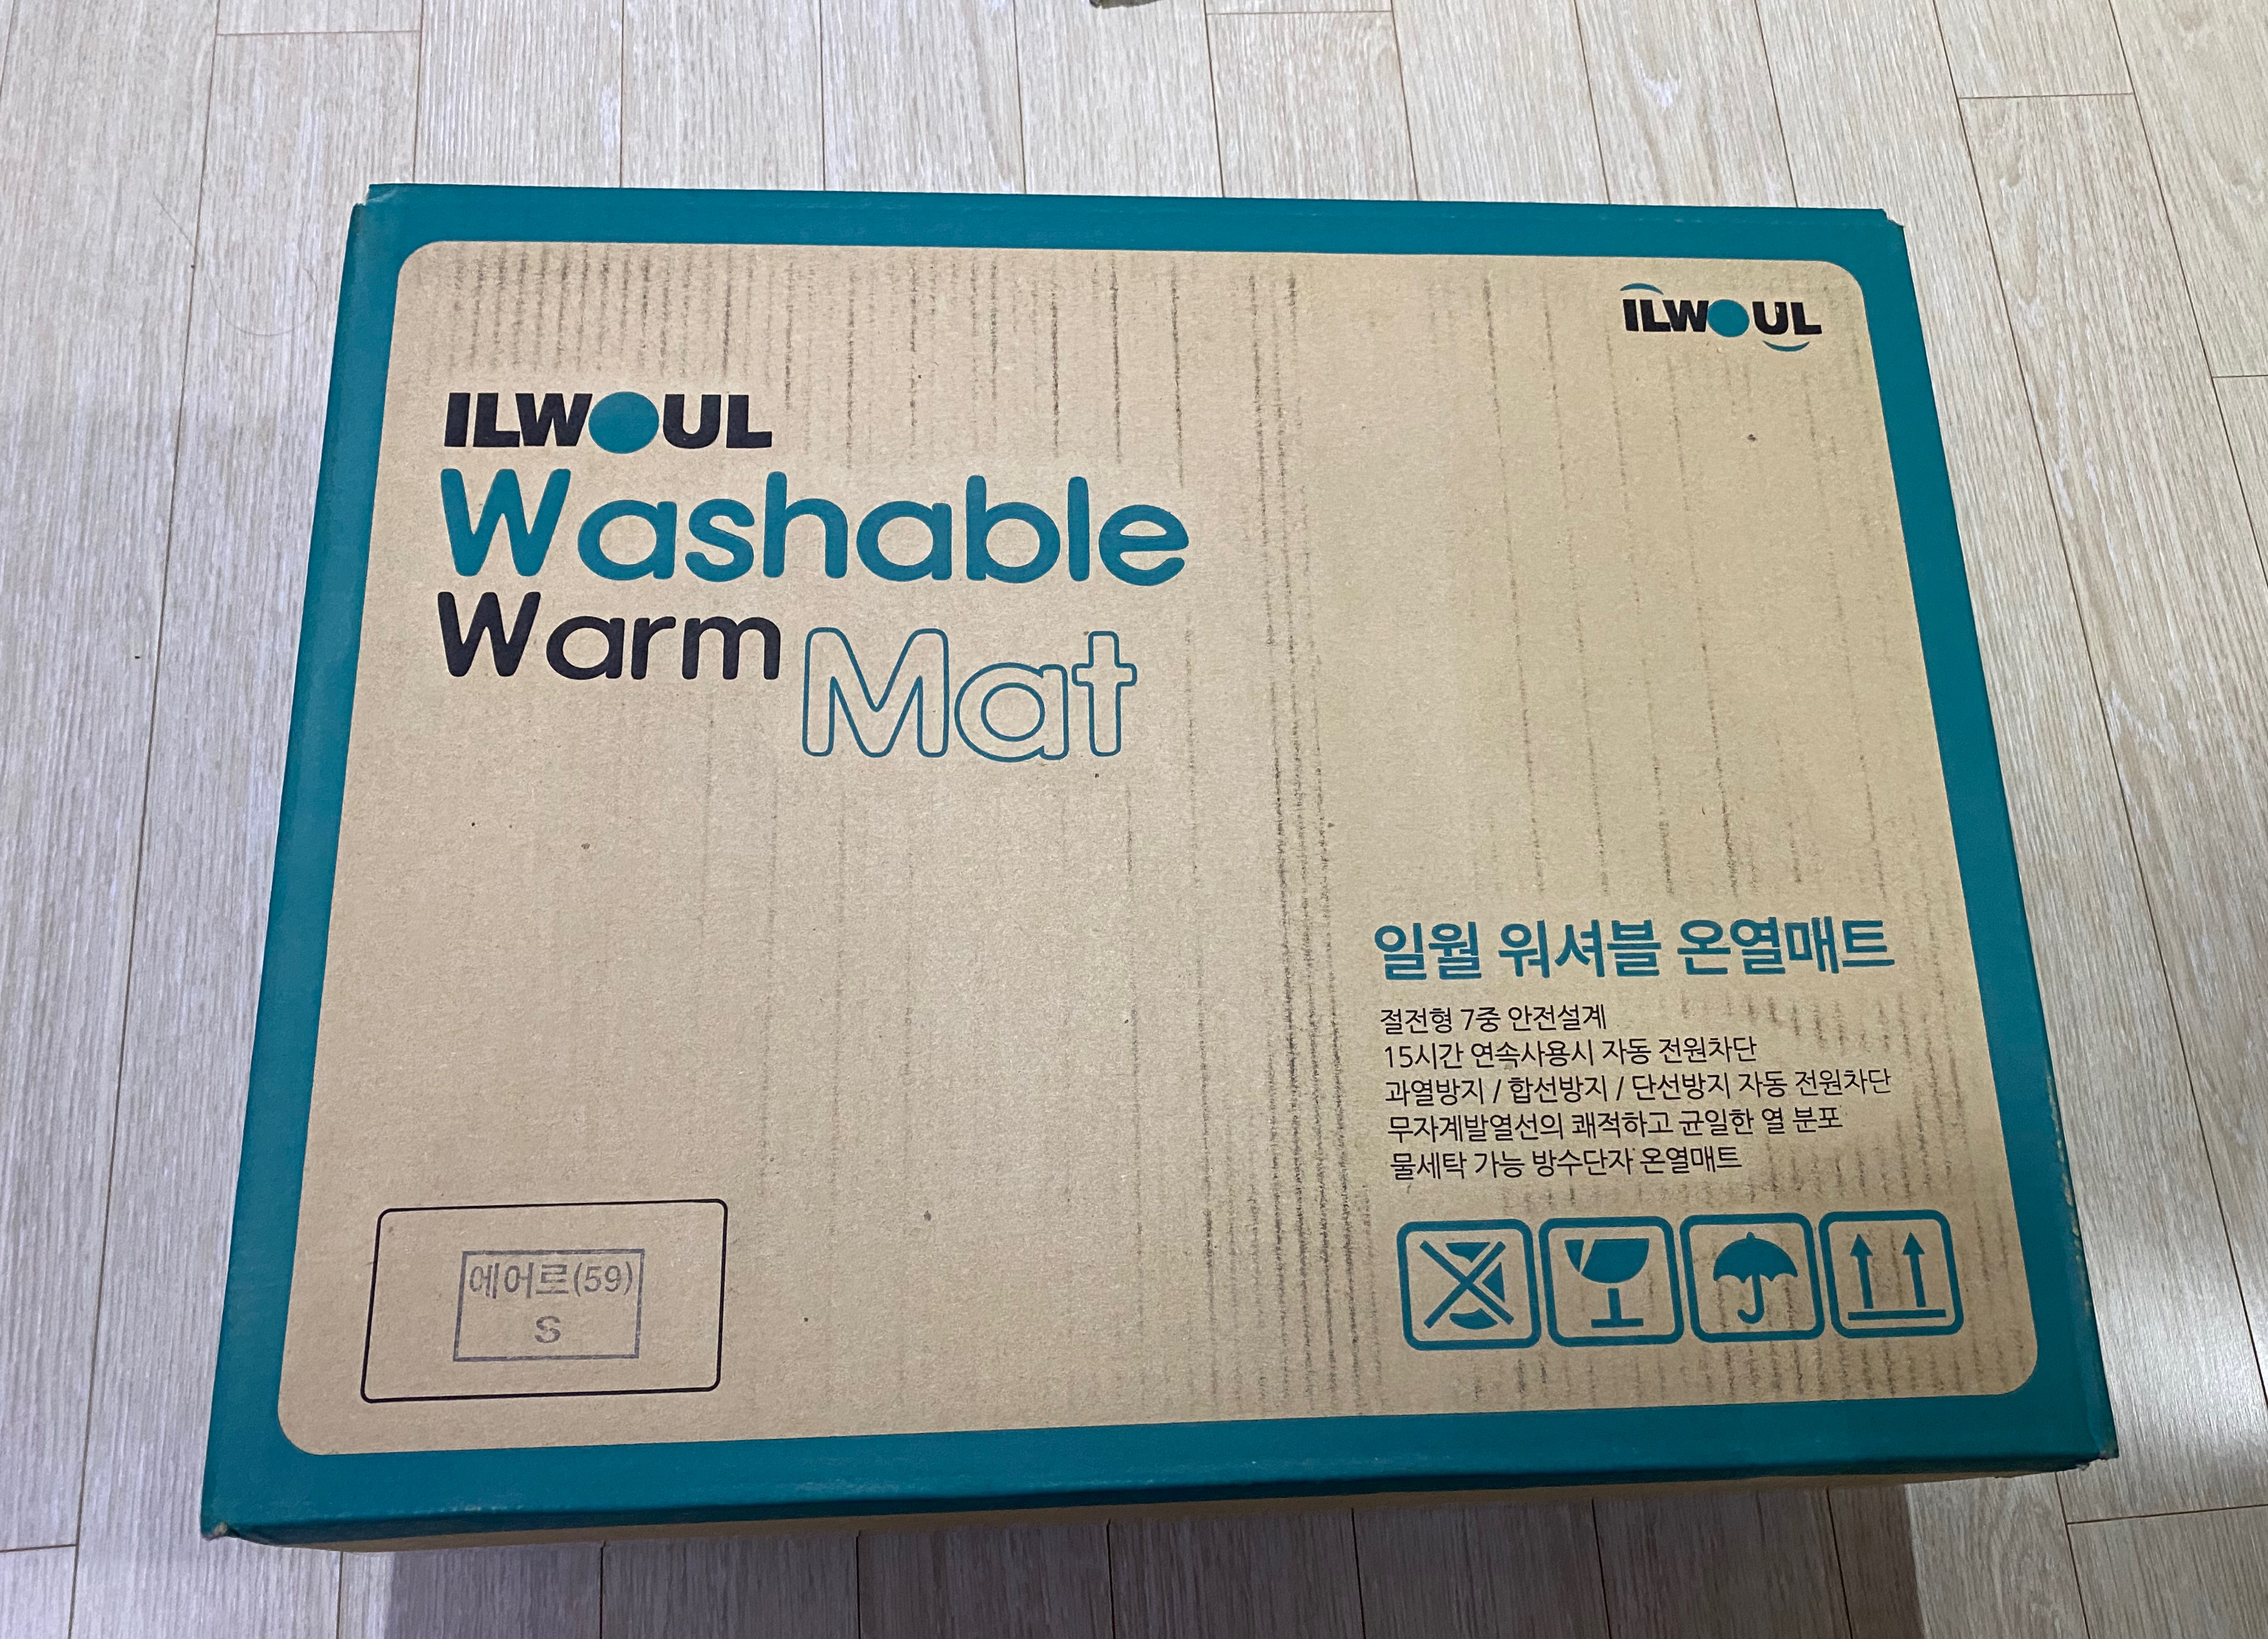 ILWOUL
ILWOUL
Washable
Warm Mat
일월 워셔블 온열매트
절전형 7중 안전설계
15시간 연속사용시 자동 전원차단
과열방지 / 합선방지 / 단선방지 자동 전원차단
무자계발열선의 쾌적하고 균일한 열 분포
물세탁 가능 방수단자 온열매트
에어로(59)
S